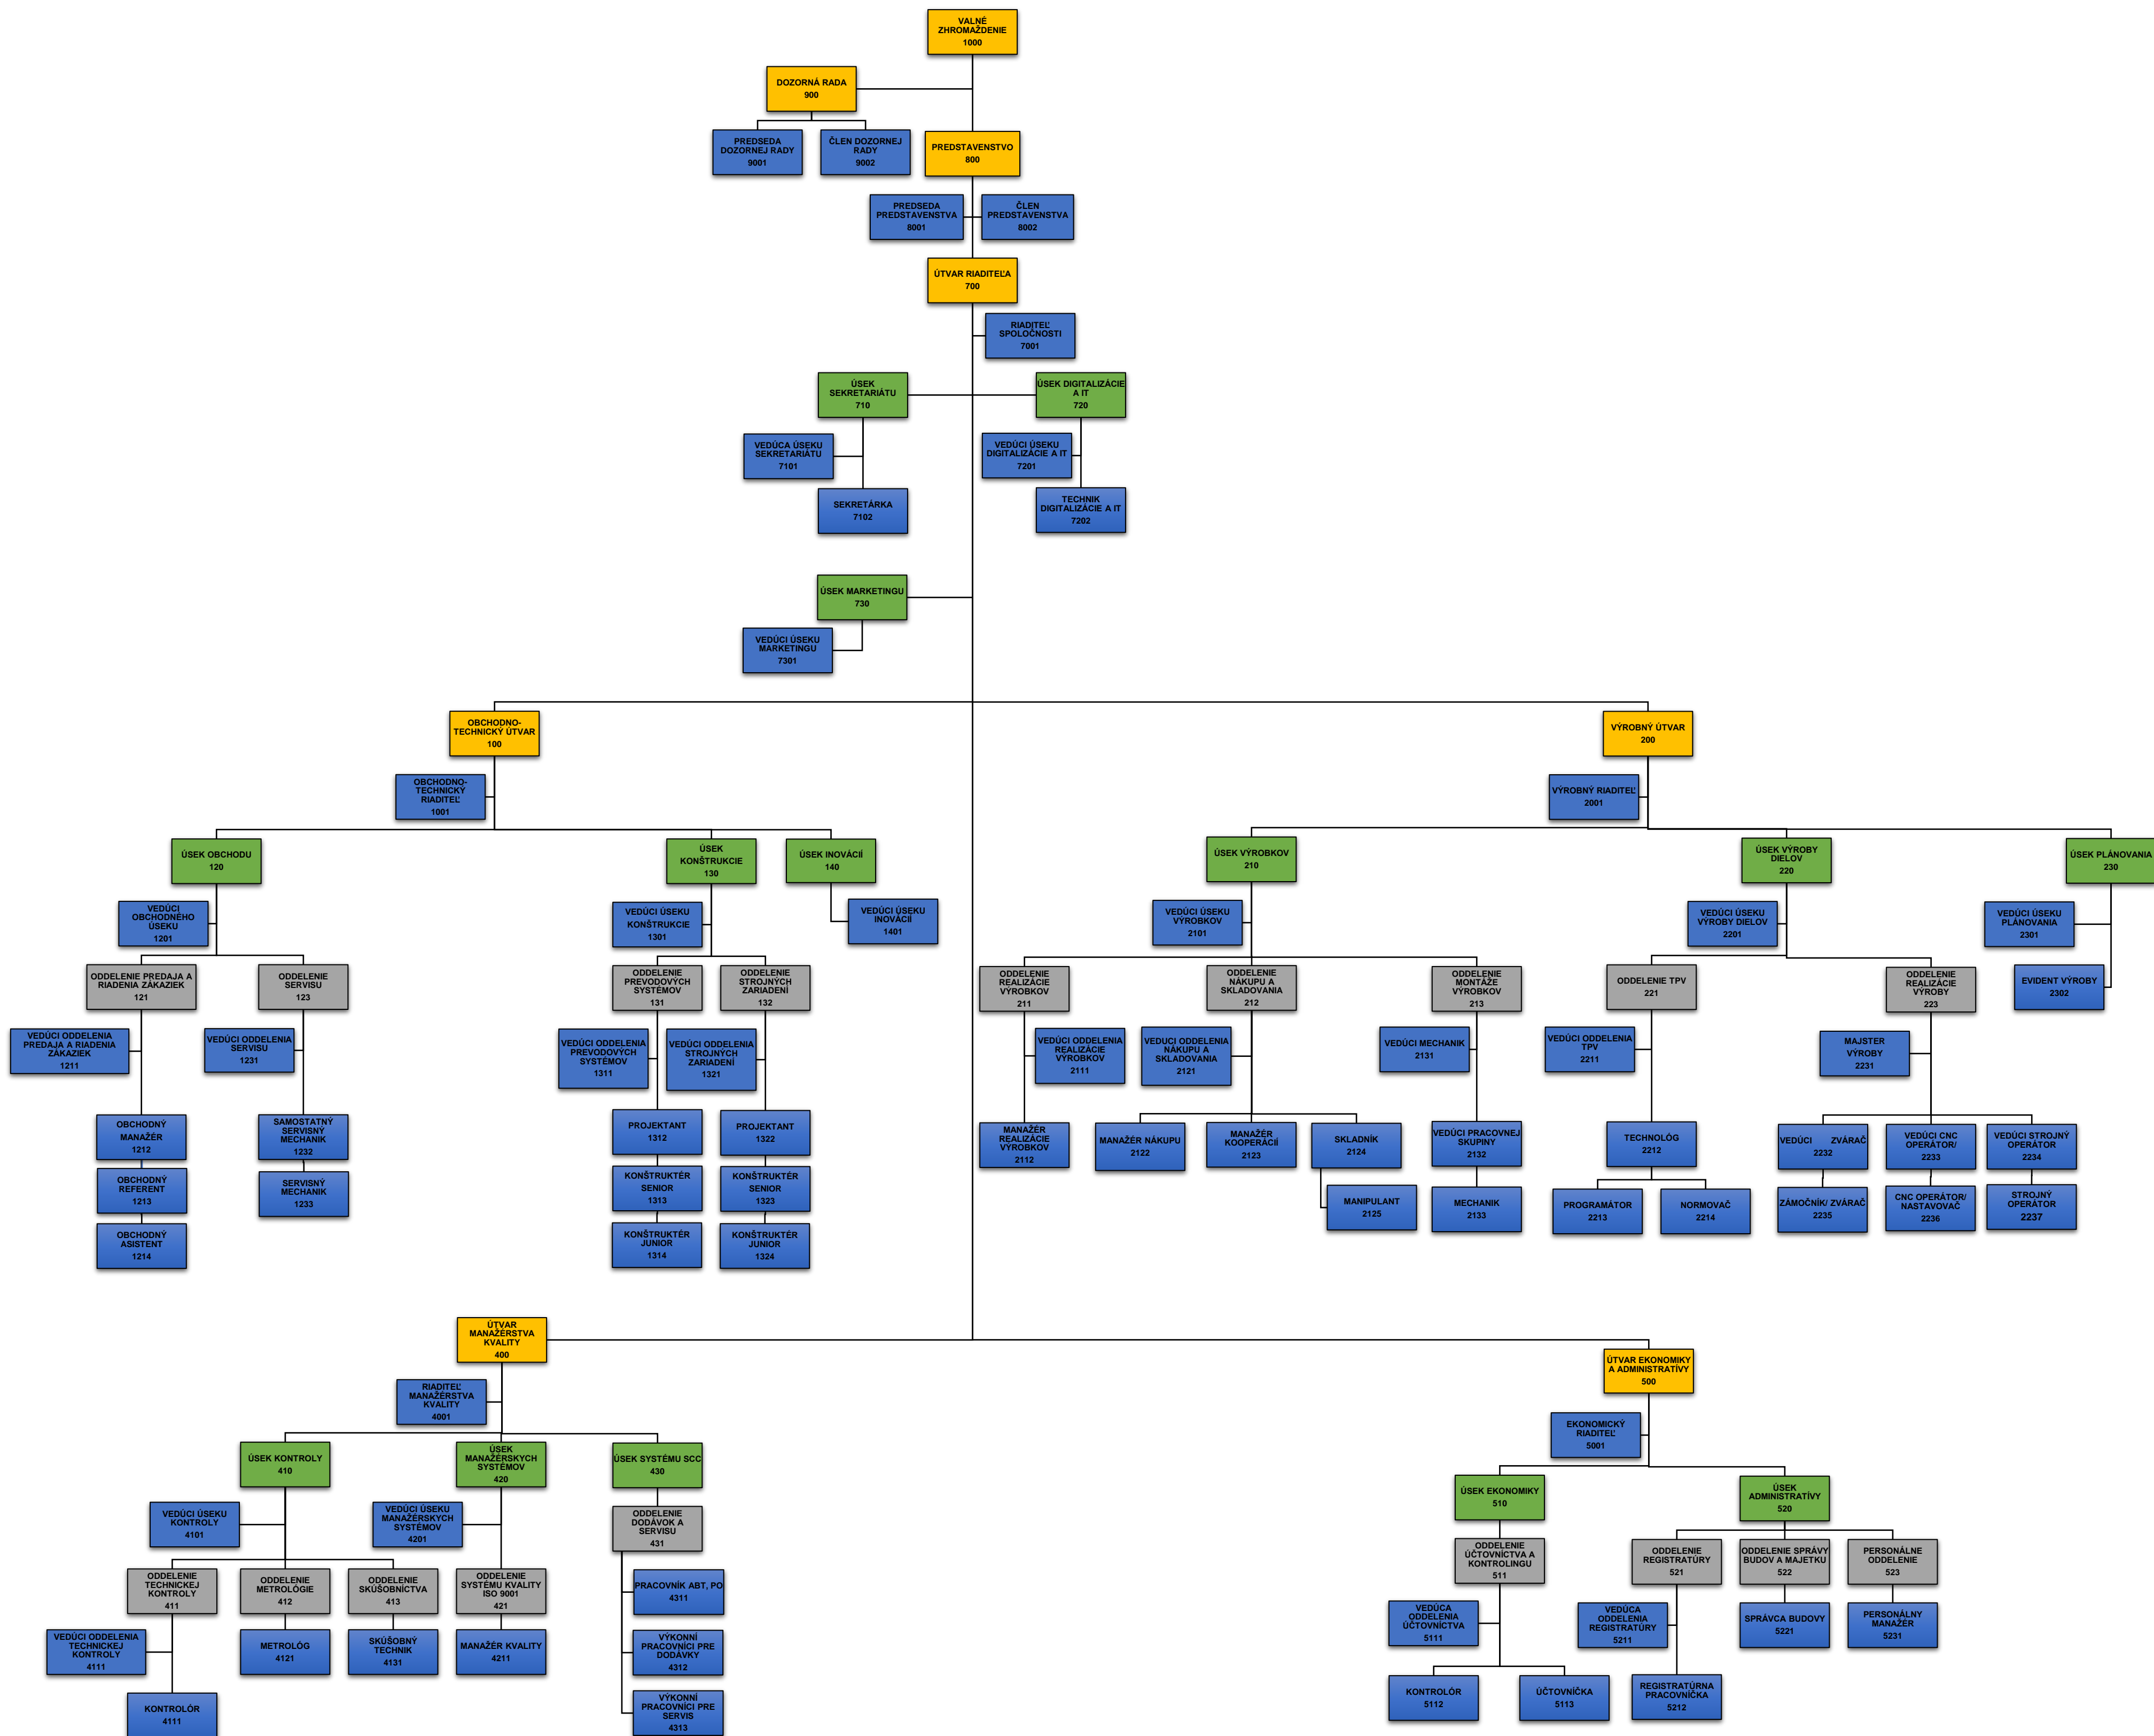 VALNÉ
ZHROMAŽDENIE
1000
DOZORNÁ RADA
900
PREDSEDA
DOZORNEJ RADY
9001
ČLEN DOZORNEJ
RADY
9002
PREDSTAVENSTVO
800
PREDSEDA
PREDSTAVENSTVA
8001
ČLEN
PREDSTAVENSTVA
8002
ÚTVAR RIADITEĽA
700
RIADITEĽ
SPOLOČNOSTI
7001
ÚSEK
SEKRETARIÁTU
710
ÚSEK DIGITALIZÁCIE
A IT
720
VEDÚCA ÚSEKU
SEKRETARIÁTU
7101
VEDÚCI ÚSEKU
DIGITALIZÁCIE A IT
7201
SEKRETÁRKA
7102
TECHNIK
DIGITALIZÁCIE A IT
7202
ÚSEK MARKETINGU
730
VEDÚCI ÚSEKU
MARKETINGU
7301
OBCHODNO-
TECHNICKÝ ÚTVAR
100
OBCHODNO-
TECHNICKÝ
RIADITEĽ
1001
ÚSEK OBCHODU
120
ÚSEK
KONŠTRUKCIE
130
ÚSEK INOVÁCIÍ
140
VEDÚCI
OBCHODNÉHO
ÚSEKU
1201
VEDÚCI ÚSEKU
KONŠTRUKCIE
1301
VEDÚCI ÚSEKU
INOVÁCIÍ
1401
ODDELENIE PREDAJA A
RIADENIA ZÁKAZIEK
121
ODDELENIE
SERVISU
123
ODDELENIE
PREVODOVÝCH
SYSTÉMOV
131
ODDELENIE
STROJNÝCH
ZARIADENÍ
132
VEDÚCI ODDELENIA
PREDAJA A RIADENIA
ZÁKAZIEK
1211
VEDÚCI ODDELENIA
SERVISU
1231
VEDÚCI ODDELENIA
PREVODOVÝCH
SYSTÉMOV
1311
VEDÚCI ODDELENIA
STROJNÝCH
ZARIADENÍ
1321
OBCHODNÝ
MANAŽÉR
1212
SAMOSTATNÝ
SERVISNÝ
MECHANIK
1232
PROJEKTANT
1312
PROJEKTANT
1322
OBCHODNÝ
REFERENT
1213
SERVISNÝ
MECHANIK
1233
KONŠTRUKTÉR
SENIOR
1313
KONŠTRUKTÉR
SENIOR
1323
OBCHODNÝ
ASISTENT
1214
KONŠTRUKTÉR
JUNIOR
1314
KONŠTRUKTÉR
JUNIOR
1324
VÝROBNÝ ÚTVAR
200
VÝROBNÝ RIADITEĽ
2001
ÚSEK VÝROBKOV
210
ÚSEK VÝROBY
DIELOV
220
ÚSEK PLÁNOVANIA
230
VEDÚCI ÚSEKU
VÝROBKOV
2101
VEDÚCI ÚSEKU
VÝROBY DIELOV
2201
VEDÚCI ÚSEKU
PLÁNOVANIA
2301
ODDELENIE
REALIZÁCIE
VÝROBKOV
211
ODDELENIE
NÁKUPU A
SKLADOVANIA
212
ODDELENIE
MONTÁŽE
VÝROBKOV
213
ODDELENIE TPV
221
ODDELENIE
REALIZÁCIE
VÝROBY
223
EVIDENT VÝROBY
2302
VEDÚCI ODDELENIA
REALIZÁCIE
VÝROBKOV
2111
VEDUCI ODDELENIA
NÁKUPU A
SKLADOVANIA
2121
VEDÚCI MECHANIK
2131
VEDÚCI ODDELENIA
TPV
2211
MAJSTER
VÝROBY
2231
MANAŽÉR
REALIZÁCIE
VÝROBKOV
2112
MANAŽÉR NÁKUPU
2122
MANAŽÉR
KOOPERÁCIÍ
2123
SKLADNÍK
2124
VEDÚCI PRACOVNEJ
SKUPINY
2132
TECHNOLÓG
2212
VEDÚCI ZVÁRAČ
2232
VEDÚCI CNC
OPERÁTOR/
2233
VEDÚCI STROJNÝ
OPERÁTOR
2234
MANIPULANT
2125
MECHANIK
2133
PROGRAMÁTOR
2213
NORMOVAČ
2214
ZÁMOČNÍK/ ZVÁRAČ
2235
CNC OPERÁTOR/
NASTAVOVAČ
2236
STROJNÝ
OPERÁTOR
2237
ÚTVAR
MANAŽÉRSTVA
KVALITY
400
RIADITEĽ
MANAŽÉRSTVA
KVALITY
4001
ÚSEK KONTROLY
410
ÚSEK
MANAŽÉRSKYCH
SYSTÉMOV
420
ÚSEK SYSTÉMU SCC
430
VEDÚCI ÚSEKU
KONTROLY
4101
VEDÚCI ÚSEKU
MANAŽÉRSKYCH
SYSTÉMOV
4201
ODDELENIE
DODÁVOK A
SERVISU
431
ODDELENIE
TECHNICKEJ
KONTROLY
411
ODDELENIE
METROLÓGIE
412
ODDELENIE
SKÚŠOBNÍCTVA
413
ODDELENIE
SYSTÉMU KVALITY
ISO 9001
421
PRACOVNÍK ABT, PO
4311
VEDÚCI ODDELENIA
TECHNICKEJ
KONTROLY
4111
METROLÓG
4121
SKÚŠOBNÝ
TECHNIK
4131
MANAŽÉR KVALITY
4211
VÝKONNÍ
PRACOVNÍCI PRE
DODÁVKY
4312
KONTROLÓR
4111
VÝKONNÍ
PRACOVNÍCI PRE
SERVIS
4313
ÚTVAR EKONOMIKY
A ADMINISTRATÍVY
500
EKONOMICKÝ
RIADITEĽ
5001
ÚSEK EKONOMIKY
510
ÚSEK
ADMINISTRATÍVY
520
ODDELENIE
ÚČTOVNÍCTVA A
KONTROLINGU
511
ODDELENIE
REGISTRATÚRY
521
ODDELENIE SPRÁVY
BUDOV A MAJETKU
522
PERSONÁLNE
ODDELENIE
523
VEDÚCA
ODDELENIA
ÚČTOVNÍCTVA
5111
VEDÚCA
ODDELENIA
REGISTRATÚRY
5211
SPRÁVCA BUDOVY
5221
PERSONÁLNY
MANAŽÉR
5231
KONTROLÓR
5112
ÚČTOVNÍČKA
5113
REGISTRATÚRNA
PRACOVNÍČKA
5212